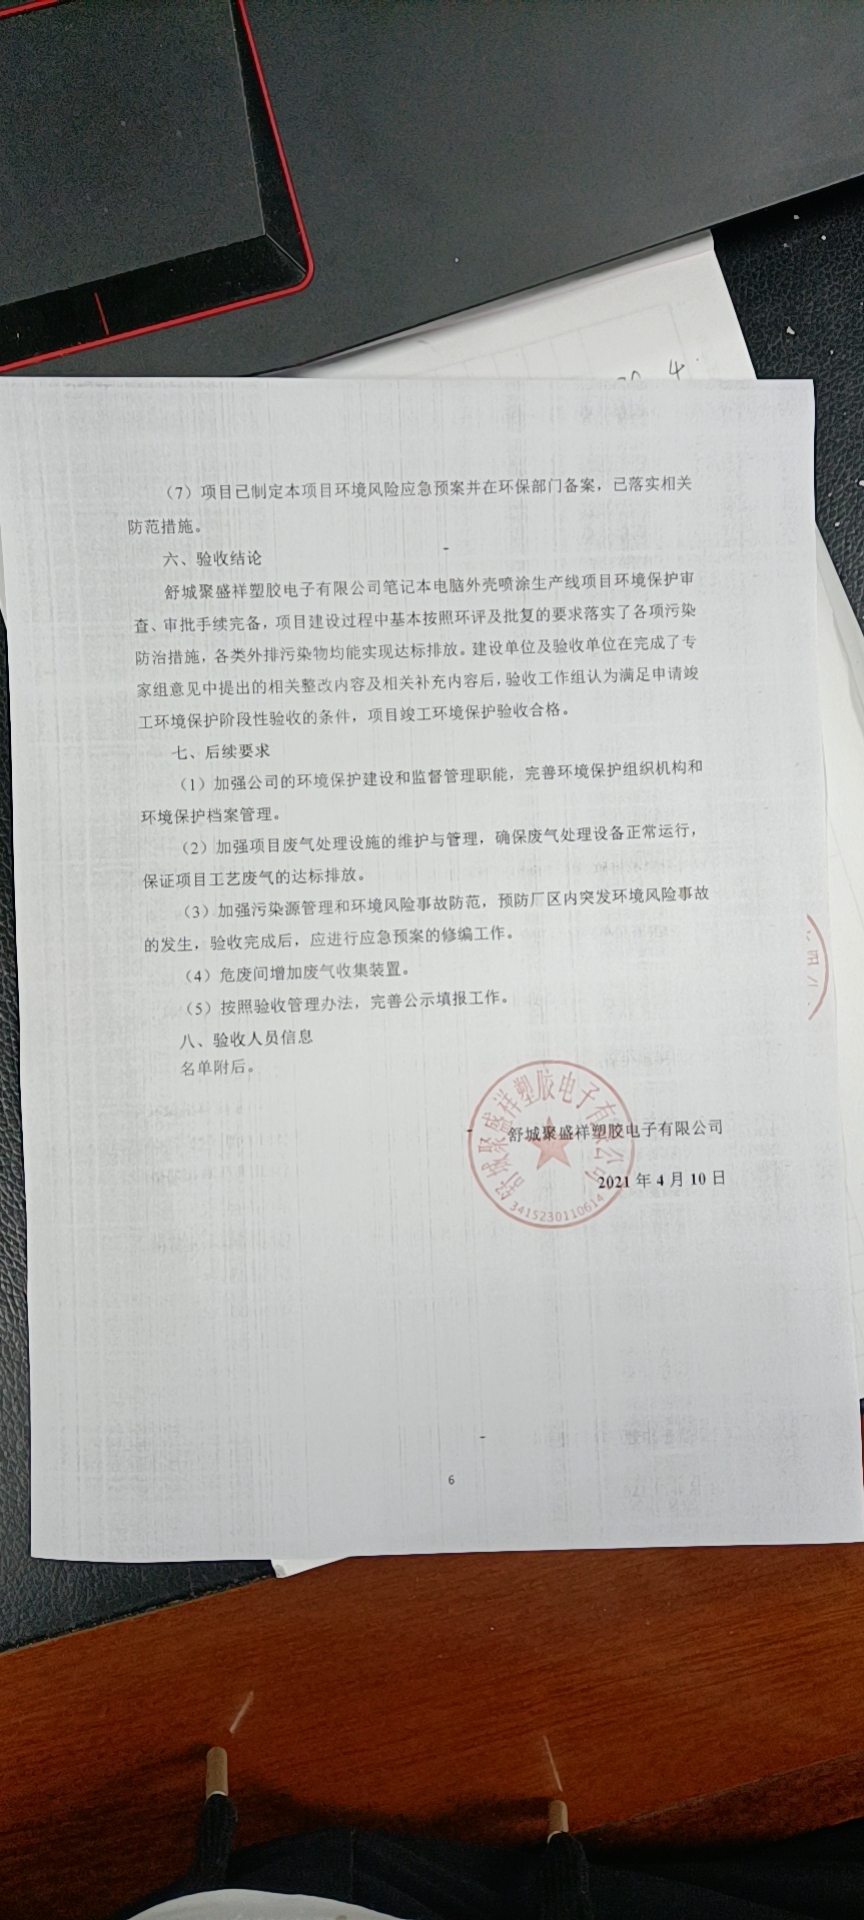 4
（7）项目已制定本项目环境风险应急预案并在环保部门备案，已落实相关
防范措施。
六、验收结论
舒城聚盛祥塑胶电子有限公司笔记本电脑外壳喷涂生产线项目环境保护审
查、审批手续完备，项目建设过程中基本按照环评及批复的要求落实了各项污染
防治措施，各类外排污染物均能实现达标排放。建设单位及验收单位在完成了专
家组意见中提出的相关整改内容及相关补充内容后，验收工作组认为满足申请竣
工环境保护阶段性验收的条件，项目竣工环境保护验收合格。
七、后续要求
（1）加强公司的环境保护建设和监督管理职能，完善环境保护组织机构和
环境保护档案管理。
（2）加强项目废气处理设施的维护与管理，确保废气处理设备正常运行，
保证项目工艺废气的达标排放。
（3）加强污染源管理和环境风险事故防范，预防厂区内突发环境风险事故
的发生，验收完成后，应进行应急预案的修编工作。
（4）危废间增加废气收集装置。
（5）按照验收管理办法，完善公示填报工作。
八、验收人员信息
名单附后。
舒城聚盛祥塑胶电子有限公司
舒城聚盛祥塑胶电子有限公司
2021 年 4 月 10 日
3415230110614
6